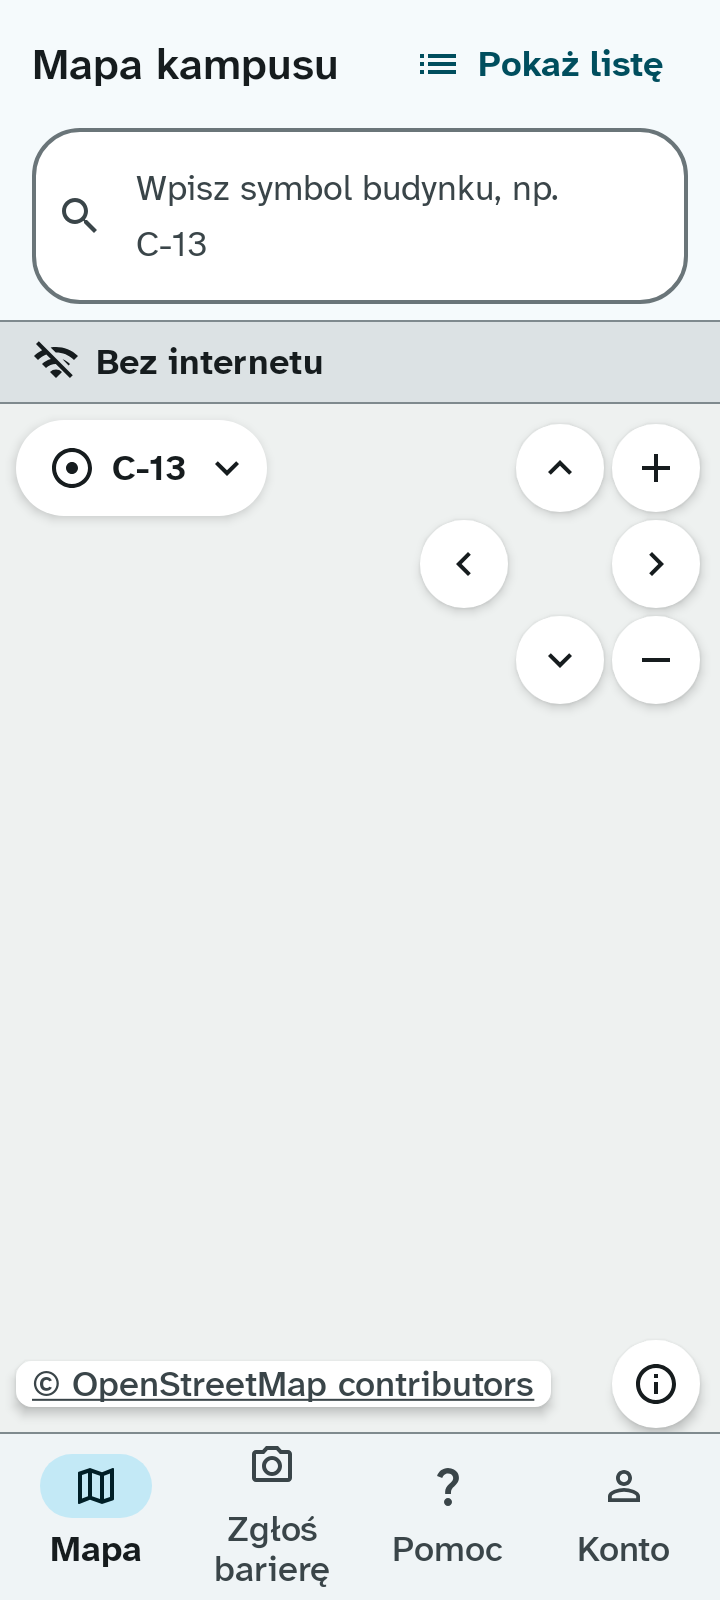 Mapa kampusu
Pokaż listę
Wpisz symbol budynku, np.
C-13
Bez internetu
C-13
© OpenStreetMap contributors
Mapa
Zgłoś
barierę
Pomoc
Konto